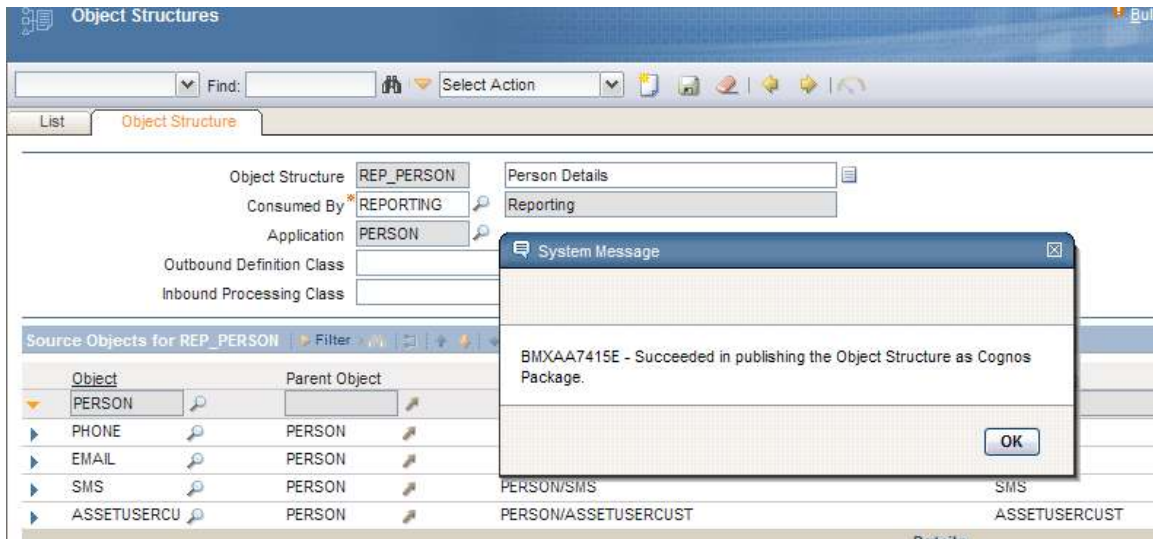 Object Structures
Bul
Find:
Select Action
List
Object Structure
Object Structure REP_PERSON Person Details
Consumed By * REPORTING Reporting
Application PERSON
Outbound Definition Class
Inbound Processing Class
System Message
BMXAA7415E - Succeeded in publishing the Object Structure as Cognos
Package.
OK
Source Objects for REP_PERSON Filter
Object Parent Object
PERSON
PHONE PERSON
EMAIL PERSON
SMS PERSON PERSON/SMS SMS
ASSETUSERCU PERSON PERSON/ASSETUSERCUST ASSETUSERCUST